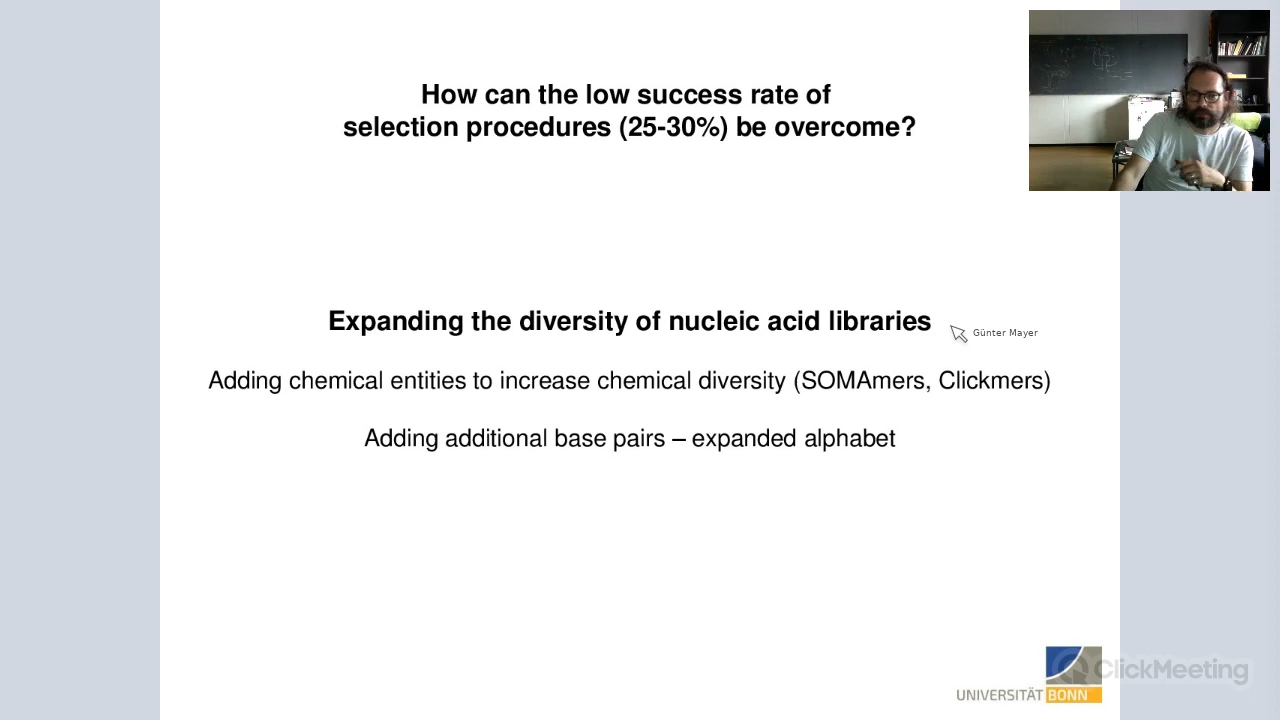 How can the low success rate of
selection procedures (25-30%) be overcome?
Expanding the diversity of nucleic acid libraries
Günter Mayer
Adding chemical entities to increase chemical diversity (SOMAmers, Clickmers)
Adding additional base pairs – expanded alphabet
ClickMeeting
UNIVERSITÄT BONN